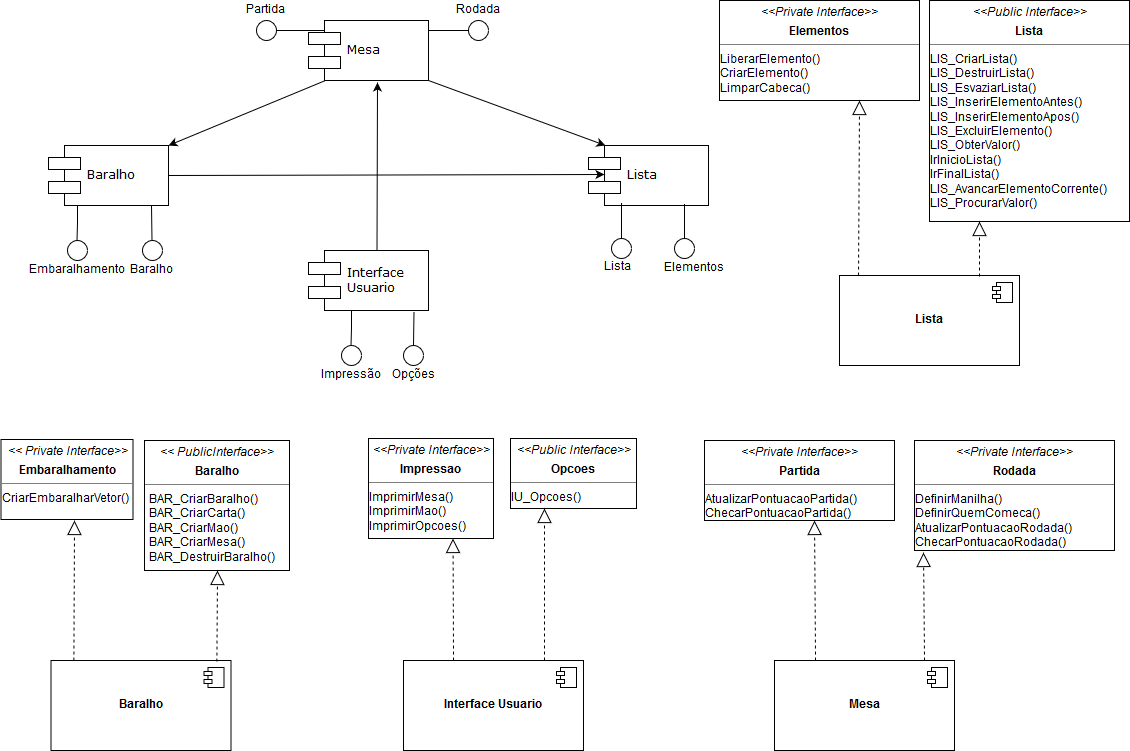 Partida
Rodada
Mesa
Baralho
Lista
Embaralhamento
Baralho
Interface
Usuario
Lista
Elementos
Impressão
Opções
<<Private Interface>>
Elementos
LiberarElemento()
CriarElemento()
LimparCabeca()
<<Public Interface>>
Lista
LIS_CriarLista()
LIS_DestruirLista()
LIS_EsvaziarLista()
LIS_InserirElementoAntes()
LIS_InserirElementoApos()
LIS_ExcluirElemento()
LIS_ObterValor()
IrInicioLista()
IrFinalLista()
LIS_AvancarElementoCorrente()
LIS_ProcurarValor()
Lista
<< Private Interface>>
Embaralhamento
CriarEmbaralharVetor()
<< PublicInterface>>
Baralho
BAR_CriarBaralho()
BAR_CriarCarta()
BAR_CriarMao()
BAR_CriarMesa()
BAR_DestruirBaralho()
Baralho
<<Private Interface>>
Impressao
ImprimirMesa()
ImprimirMao()
ImprimirOpcoes()
<<Public Interface>>
Opcoes
IU_Opcoes()
Interface Usuario
<<Private Interface>>
Partida
AtualizarPontuacaoPartida()
ChecarPontuacaoPartida()
<<Private Interface>>
Rodada
DefinirManilha()
DefinirQuemComeca()
AtualizarPontuacaoRodada()
ChecarPontuacaoRodada()
Mesa